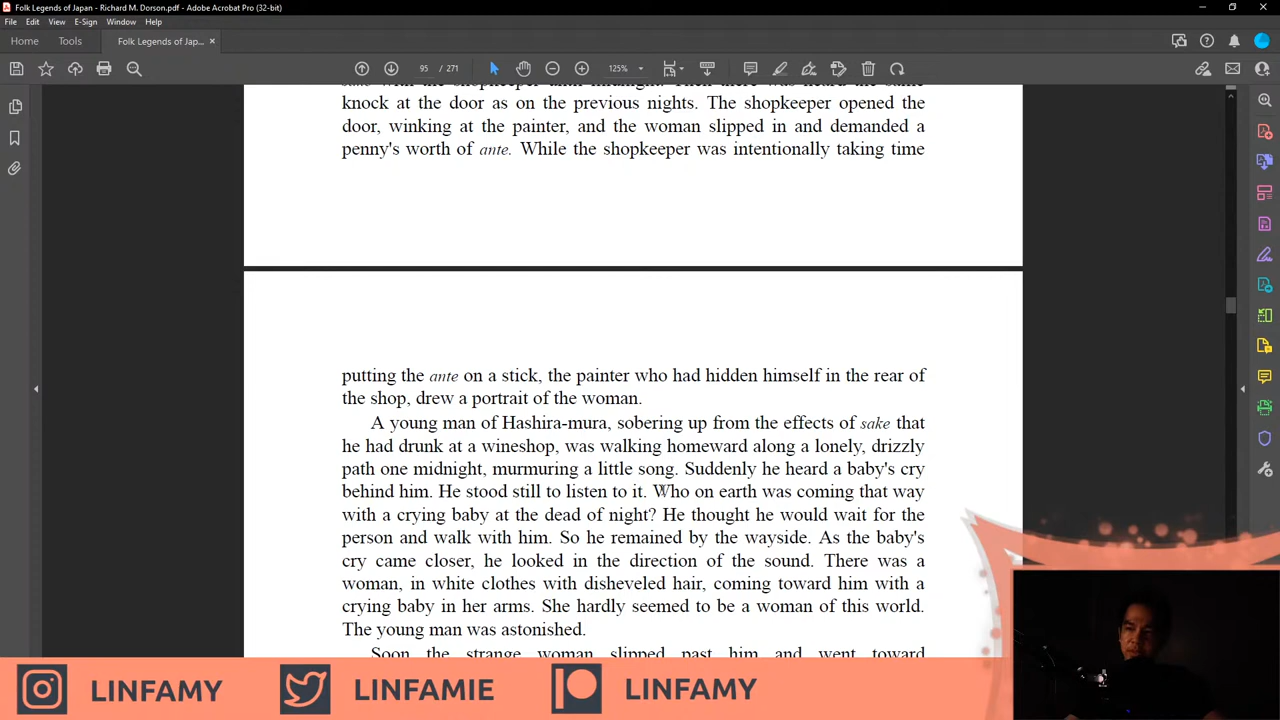 Folk Legends of Japan - Richard M. Dorson.pdf - Adobe Acrobat Pro (32-bit)
File Edit View E-Sign Window Help
Home Tools Folk Legends of Jap... ×
95 / 271 125%
knock at the door as on the previous nights. The shopkeeper opened the
door, winking at the painter, and the woman slipped in and demanded a
penny's worth of ante. While the shopkeeper was intentionally taking time
putting the ante on a stick, the painter who had hidden himself in the rear of
the shop, drew a portrait of the woman.
A young man of Hashira-mura, sobering up from the effects of sake that
he had drunk at a wineshop, was walking homeward along a lonely, drizzly
path one midnight, murmuring a little song. Suddenly he heard a baby's cry
behind him. He stood still to listen to it. Who on earth was coming that way
with a crying baby at the dead of night? He thought he would wait for the
person and walk with him. So he remained by the wayside. As the baby's
cry came closer, he looked in the direction of the sound. There was a
woman, in white clothes with disheveled hair, coming toward him with a
crying baby in her arms. She hardly seemed to be a woman of this world.
The young man was astonished.
Soon the strange woman slipped past him and went toward
LINFAMY LINFAMIE LINFAMY